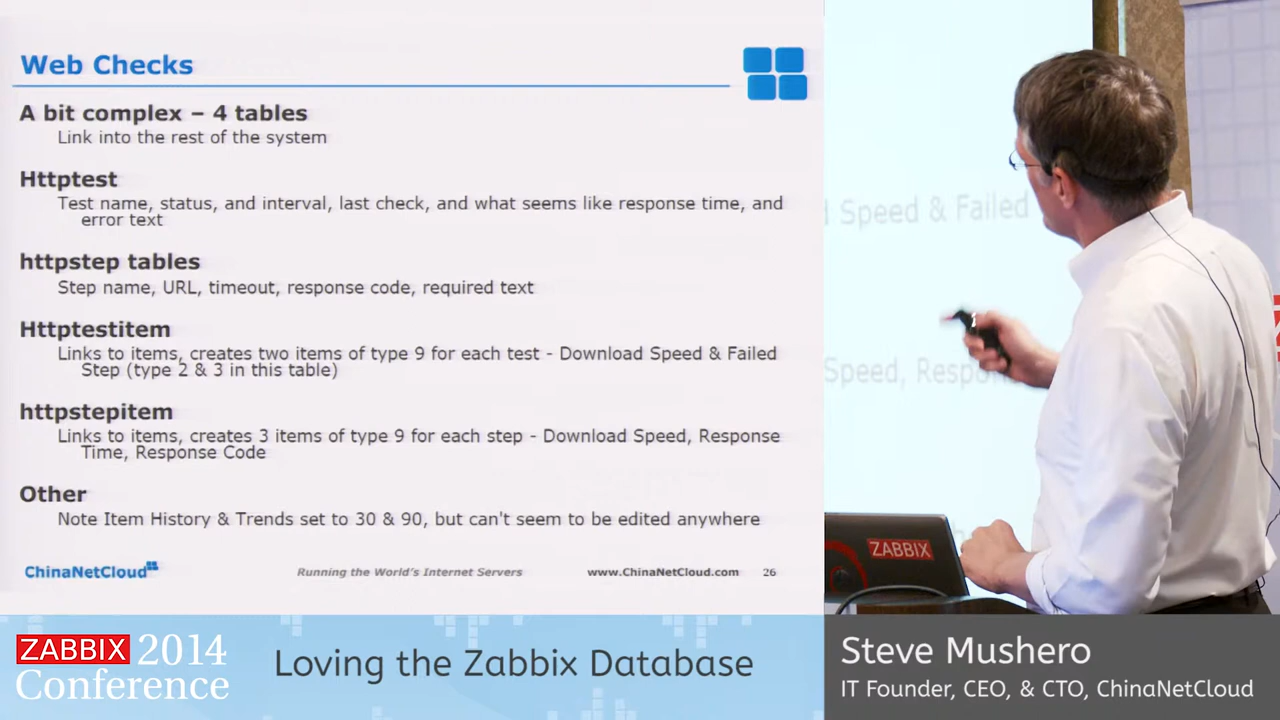 Web Checks
A bit complex – 4 tables
Link into the rest of the system
Httptest
Test name, status, and interval, last check, and what seems like response time, and
error text
httpstep tables
Step name, URL, timeout, response code, required text
Httptestitem
Links to items, creates two items of type 9 for each test - Download Speed & Failed
Step (type 2 & 3 in this table)
httpstepitem
Links to items, creates 3 items of type 9 for each step - Download Speed, Response
Time, Response Code
Other
Note Item History & Trends set to 30 & 90, but can't seem to be edited anywhere
ChinaNetCloud
Running the World's Internet Servers
www.ChinaNetCloud.com
26
Speed & Failed
Speed,
ZABBIX
ZABBIX 2014
Conference
Loving the Zabbix Database
Steve Mushero
IT Founder, CEO, & CTO, ChinaNetCloud